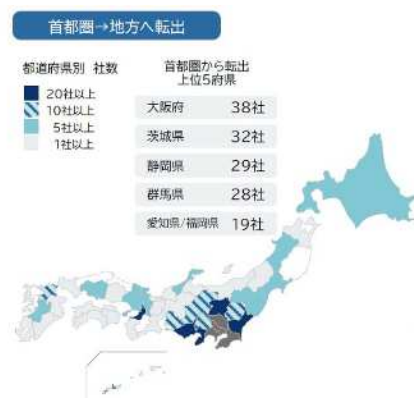 首都圏→地方へ転出
都道府県別 社数
20社以上
10社以上
5社以上
1社以上
首都圏から転出
上位5府県
大阪府 38社
茨城県 32社
静岡県 29社
群馬県 28社
愛知県/福岡県 19社